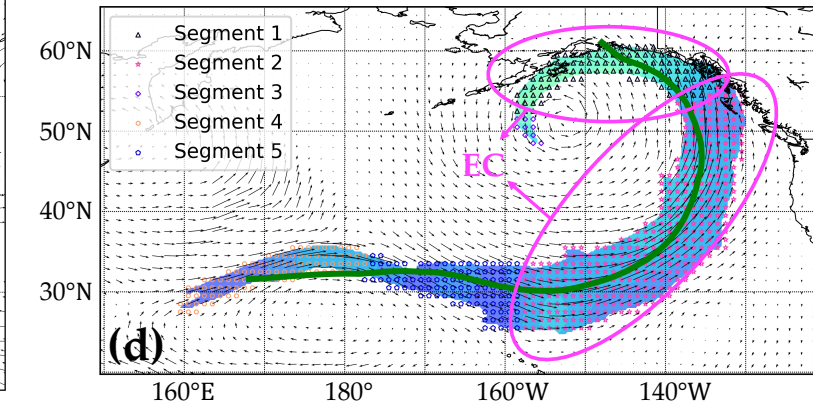 60°N
50°N
40°N
30°N
Segment 1
Segment 2
Segment 3
Segment 4
Segment 5
EC
(d)
160°E 180° 160°W 140°W